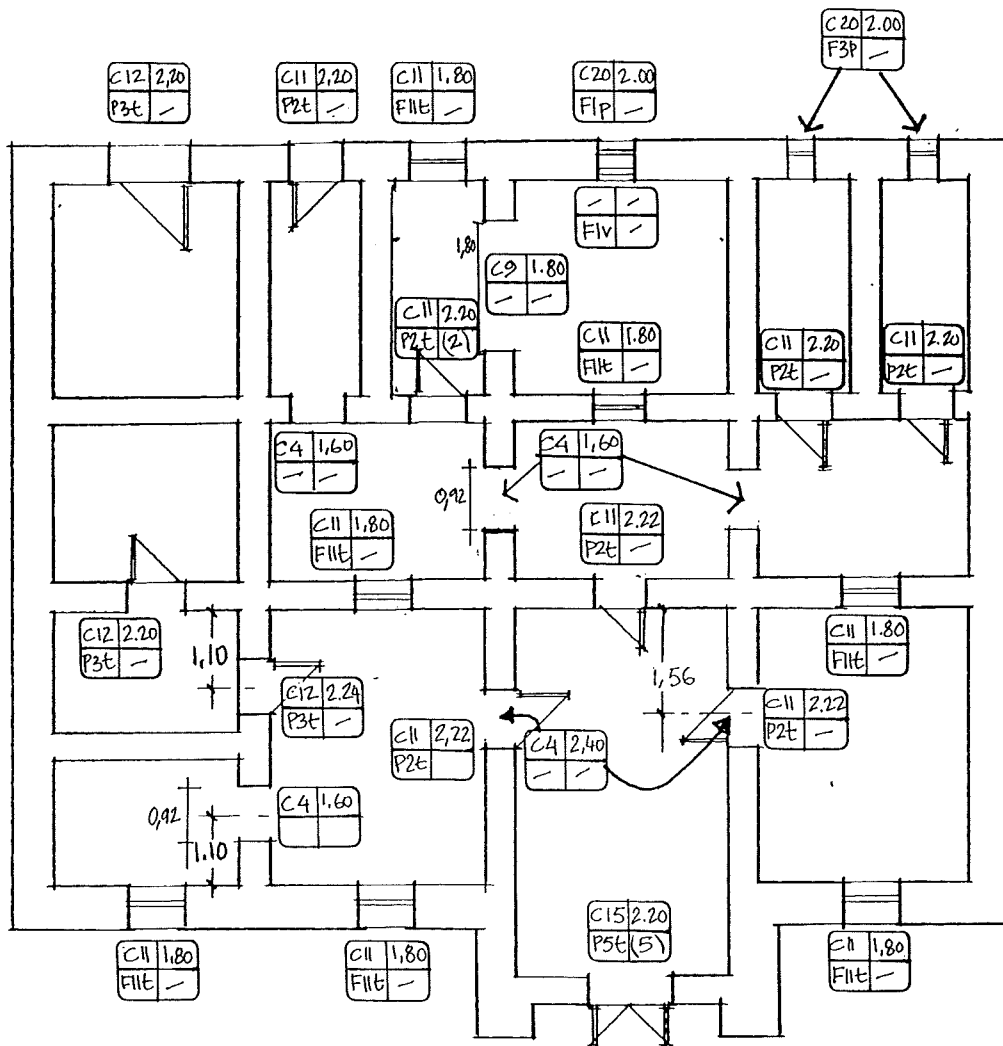 C20 2.00
F3P –
C12 2,20
P3t –
C11 2,20
P2t –
C11 1,80
F11t –
C20 2.00
F1p –
– –
F1v –
1,80
C9 1.80
– –
C11 2.20
P2t (2)
C11 1.80
F11t –
C11 2.20
P2t –
C11 2.20
P2t –
C4 1,60
– –
C4 1,60
– –
0,92
C11 1,80
F11t –
C11 2.22
P2t –
C12 2.20
P3t –
1,10
C11 1.80
F11t –
C12 2.24
P3t –
1,56
C11 2,22
P2t
C4 2,40
– –
C11 2.22
P2t –
0,92
C4 1.60
1.10
C15 2.20
P5t (5)
C11 1,80
F11t –
C11 1,80
F11t –
C11 1,80
F11t –